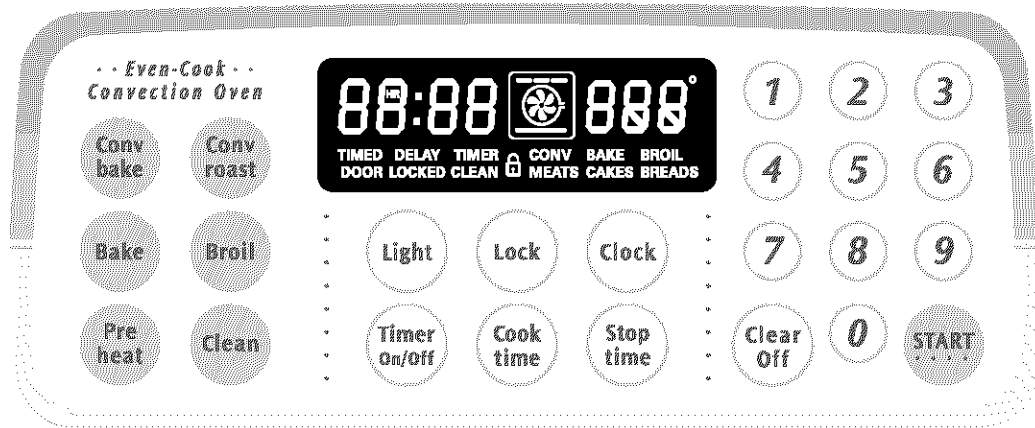 · · Even-Cook · ·
Convection Oven
Conv
bake
Conv
roast
Bake
Broil
Pre
heat
Clean
88:88
HR
888°
TIMED DELAY TIMER CONV BAKE BROIL
DOOR LOCKED CLEAN MEATS CAKES BREADS
Light
Lock
Clock
Timer
On/Off
Cook
time
Stop
time
1
2
3
4
5
6
7
8
9
Clear
Off
0
START